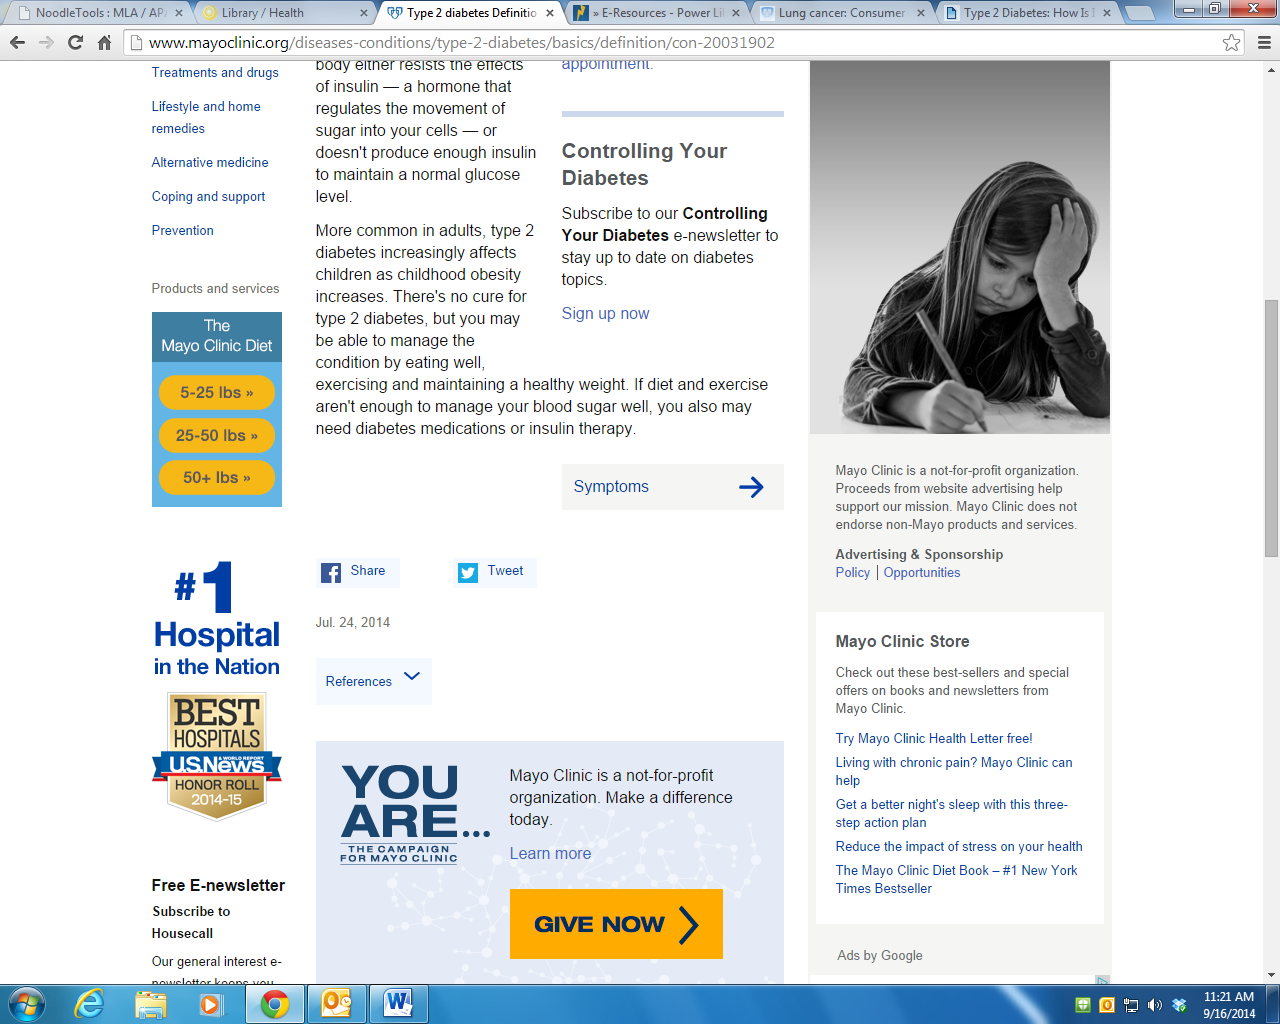 NoodleTools : MLA / AP
Library / Health
Type 2 diabetes Definitio
» E-Resources - Power Li
Lung cancer: Consumer
Type 2 Diabetes: How Is I
www.mayoclinic.org/diseases-conditions/type-2-diabetes/basics/definition/con-20031902
Treatments and drugs
Lifestyle and home
remedies
Alternative medicine
Coping and support
Prevention
Products and services
The
Mayo Clinic Diet
5-25 lbs »
25-50 lbs »
50+ lbs »
#1
Hospital
in the Nation
BEST
HOSPITALS
U.S.News
& WORLD REPORT
HONOR ROLL
2014-15
Free E-newsletter
Subscribe to
Housecall
Our general interest e-
newsletter keeps you
body either resists the effects
of insulin — a hormone that
regulates the movement of
sugar into your cells — or
doesn't produce enough insulin
to maintain a normal glucose
level.
More common in adults, type 2
diabetes increasingly affects
children as childhood obesity
increases. There's no cure for
type 2 diabetes, but you may
be able to manage the
condition by eating well,
exercising and maintaining a healthy weight. If diet and exercise
aren't enough to manage your blood sugar well, you also may
need diabetes medications or insulin therapy.
appointment.
Controlling Your
Diabetes
Subscribe to our Controlling
Your Diabetes e-newsletter to
stay up to date on diabetes
topics.
Sign up now
Symptoms
Share
Tweet
Jul. 24, 2014
References
YOU
ARE...
THE CAMPAIGN
FOR MAYO CLINIC
Mayo Clinic is a not-for-profit
organization. Make a difference
today.
Learn more
GIVE NOW
Mayo Clinic is a not-for-profit organization.
Proceeds from website advertising help
support our mission. Mayo Clinic does not
endorse non-Mayo products and services.
Advertising & Sponsorship
Policy | Opportunities
Mayo Clinic Store
Check out these best-sellers and special
offers on books and newsletters from
Mayo Clinic.
Try Mayo Clinic Health Letter free!
Living with chronic pain? Mayo Clinic can
help
Get a better night's sleep with this three-
step action plan
Reduce the impact of stress on your health
The Mayo Clinic Diet Book – #1 New York
Times Bestseller
Ads by Google
11:21 AM
9/16/2014